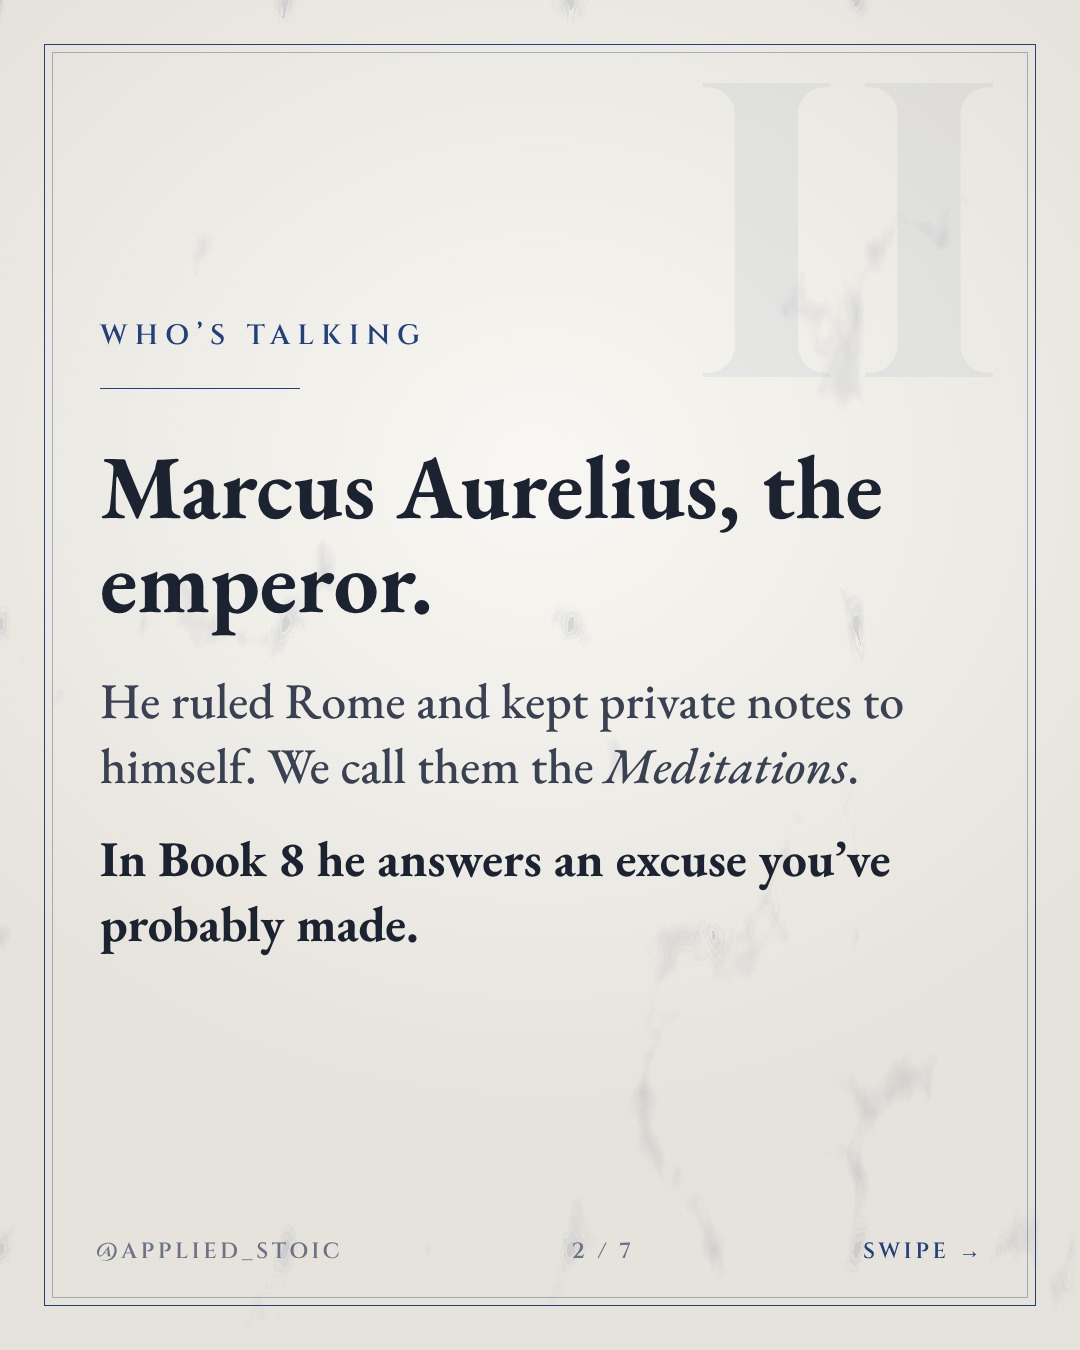 II
WHO’S TALKING
Marcus Aurelius, the
emperor.
He ruled Rome and kept private notes to
himself. We call them the Meditations.
In Book 8 he answers an excuse you’ve
probably made.
@APPLIED_STOIC
2 / 7
SWIPE →